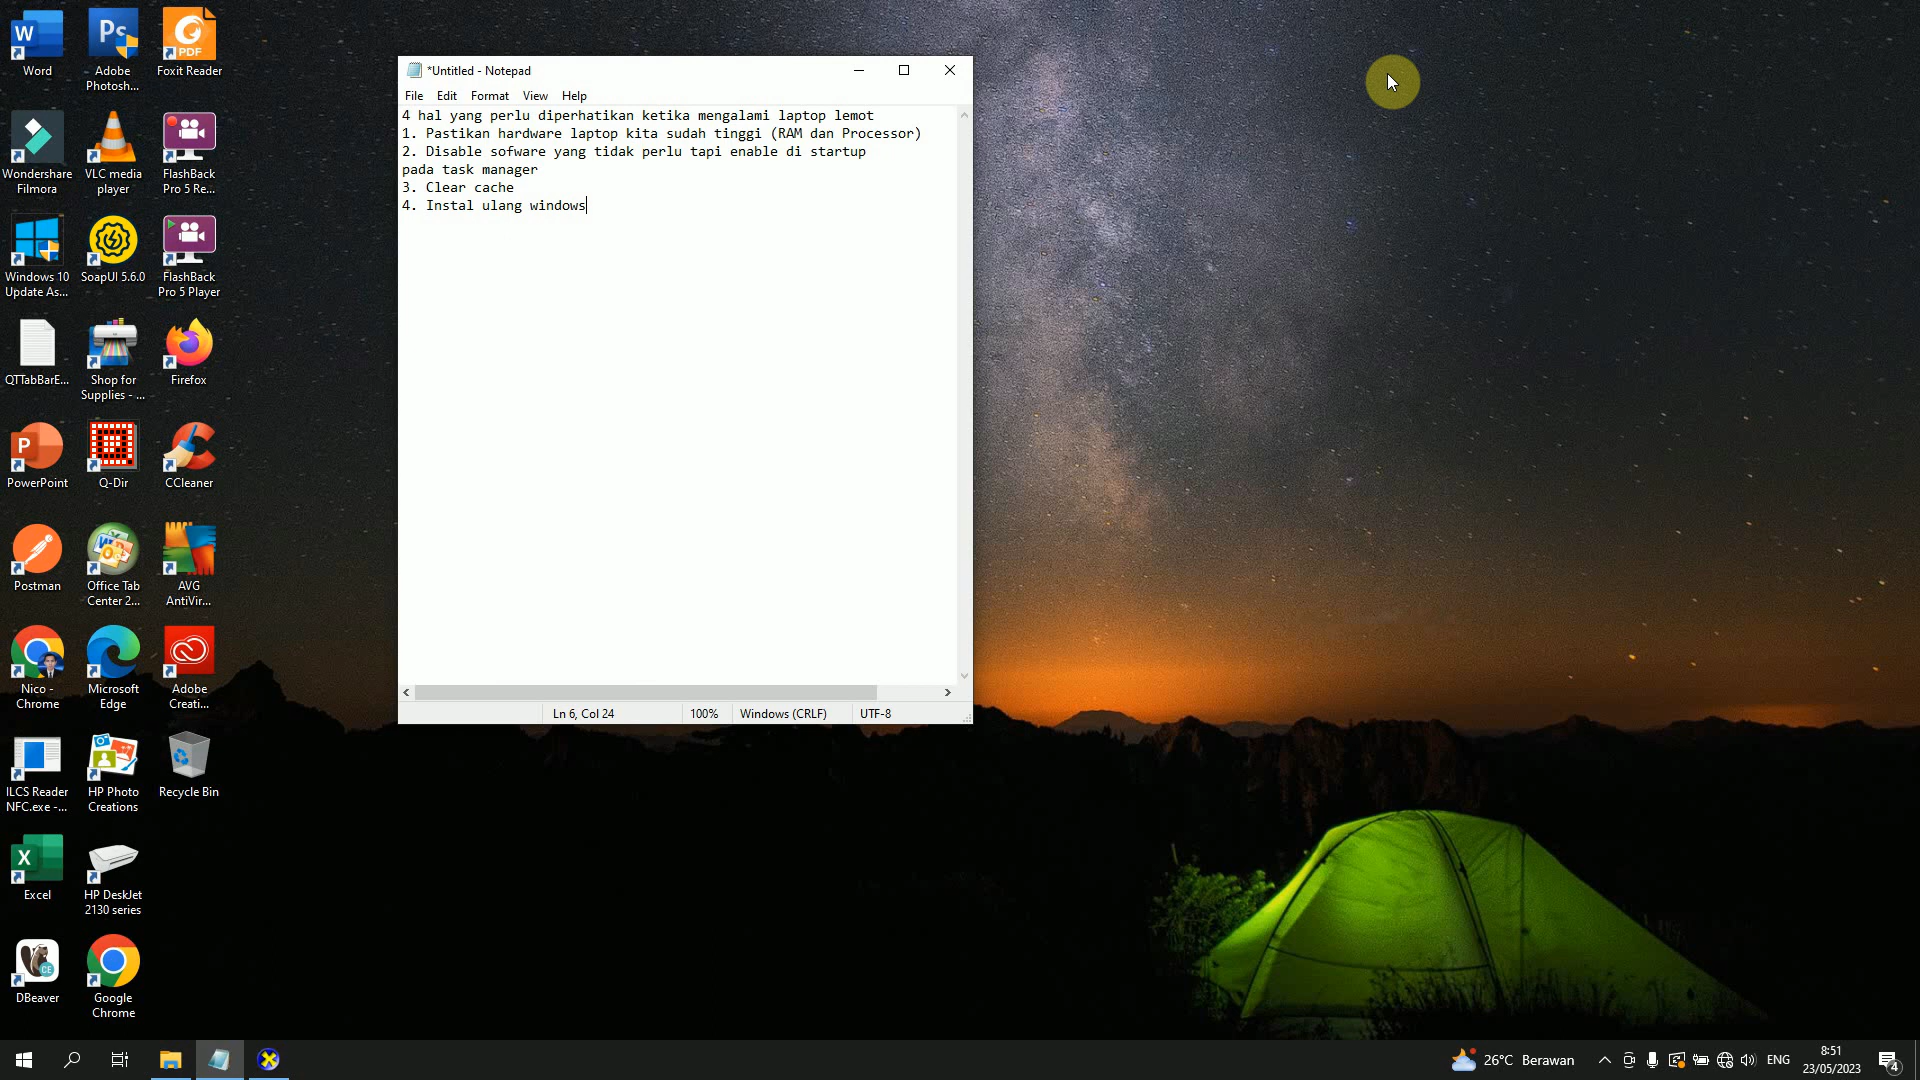 Word
Adobe
Photosh...
Foxit Reader
Wondershare
Filmora
VLC media
player
FlashBack
Pro 5 Re...
Windows 10
Update As...
SoapUI 5.6.0
FlashBack
Pro 5 Player
QTTabBarE...
Shop for
Supplies - ...
Firefox
PowerPoint
Q-Dir
CCleaner
Postman
Office Tab
Center 2...
AVG
AntiVir...
Nico -
Chrome
Microsoft
Edge
Adobe
Creati...
ILCS Reader
NFC.exe -...
HP Photo
Creations
Recycle Bin
Excel
HP DeskJet
2130 series
DBeaver
Google
Chrome
*Untitled - Notepad
File Edit Format View Help
4 hal yang perlu diperhatikan ketika mengalami laptop lemot
1. Pastikan hardware laptop kita sudah tinggi (RAM dan Processor)
2. Disable sofware yang tidak perlu tapi enable di startup
pada task manager
3. Clear cache
4. Instal ulang windows
Ln 6, Col 24 100% Windows (CRLF) UTF-8
26°C Berawan ENG 8:51
23/05/2023
4